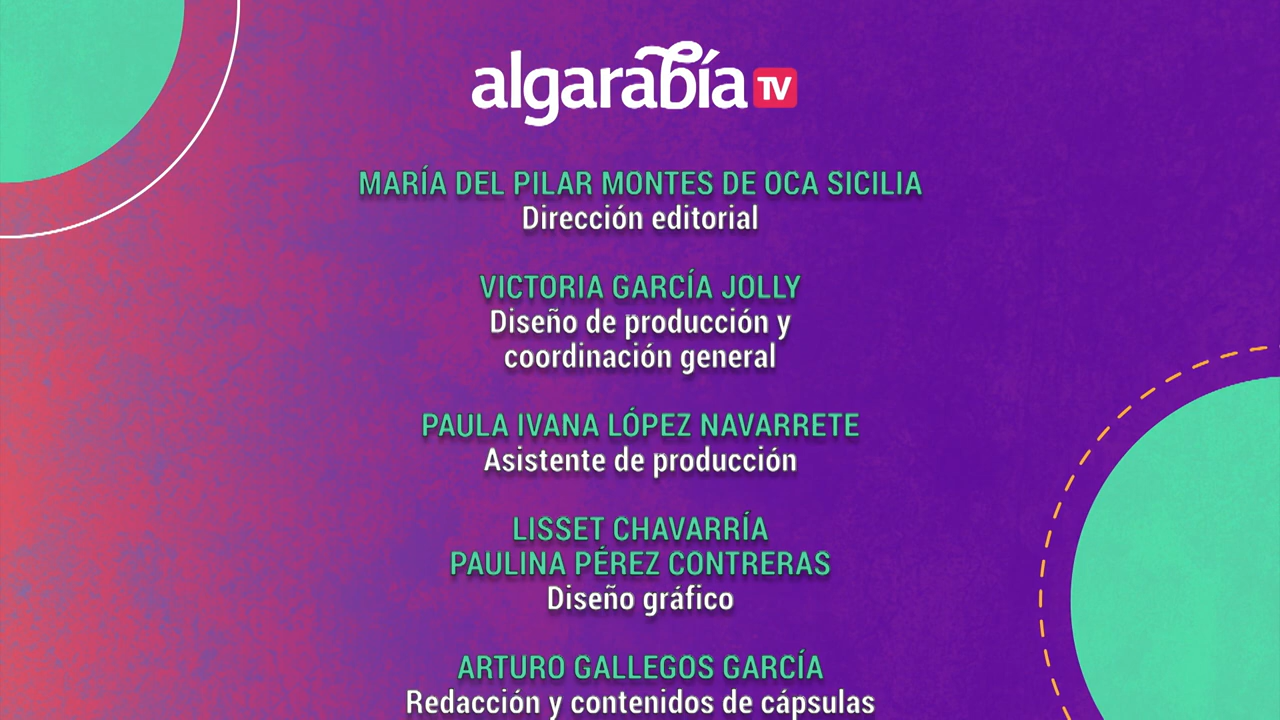 algarabía TV
MARÍA DEL PILAR MONTES DE OCA SICILIA
Dirección editorial
VICTORIA GARCÍA JOLLY
Diseño de producción y
coordinación general
PAULA IVANA LÓPEZ NAVARRETE
Asistente de producción
LISSET CHAVARRÍA
PAULINA PÉREZ CONTRERAS
Diseño gráfico
ARTURO GALLEGOS GARCÍA
Redacción y contenidos de cápsulas